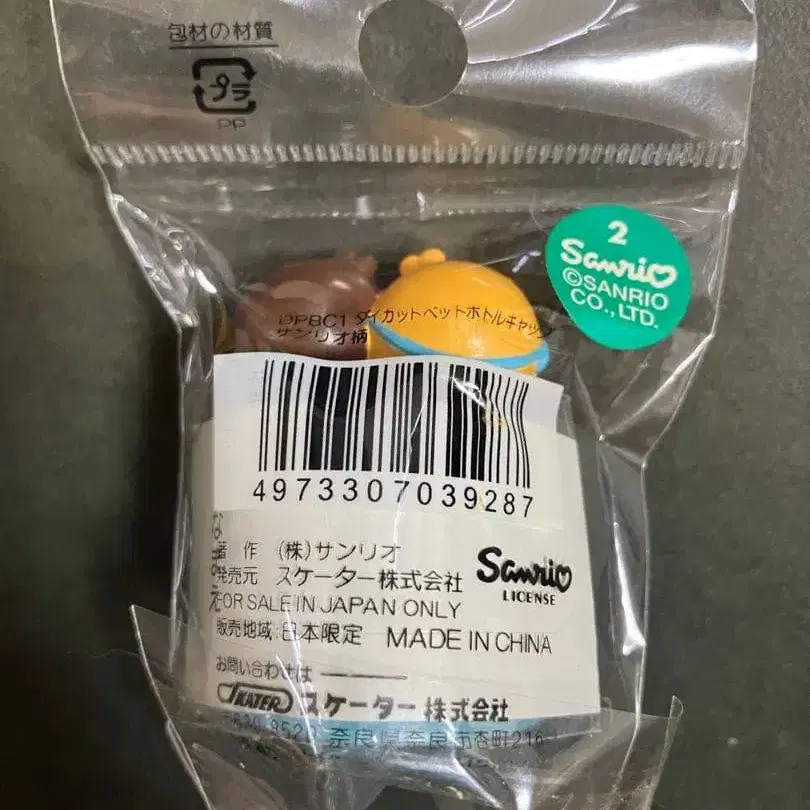 包材の材質
プラ
PP
2
Sanrio
©SANRIO
CO., LTD.
DPBC1 ダイカットペットボトルキャップ
サンリオ柄
4973307039287
著 作 (株)サンリオ
発売元 スケーター株式会社
Sanrio
LICENSE
FOR SALE IN JAPAN ONLY
販売地域:日本限定 MADE IN CHINA
お問い合わせは
SKATER スケーター株式会社
奈良県奈良市杏町216